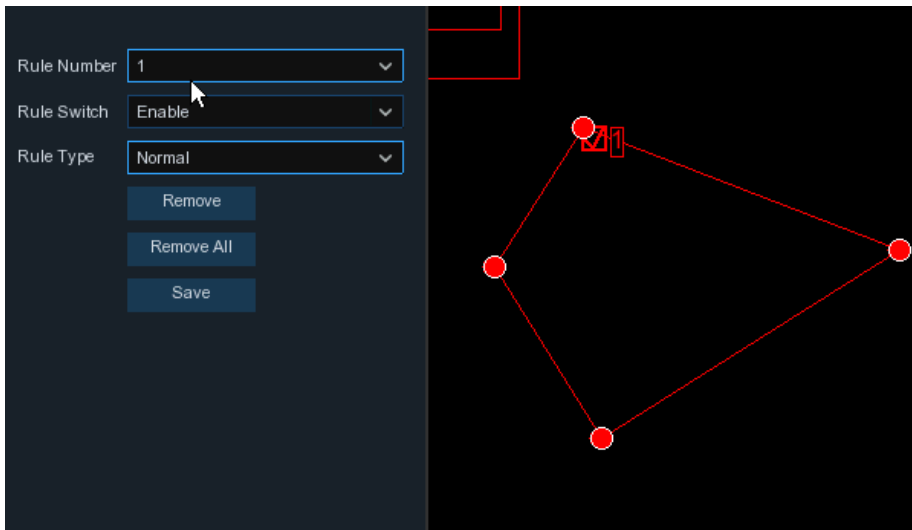 Rule Number 1
Rule Switch Enable
Rule Type Normal
Remove
Remove All
Save
1